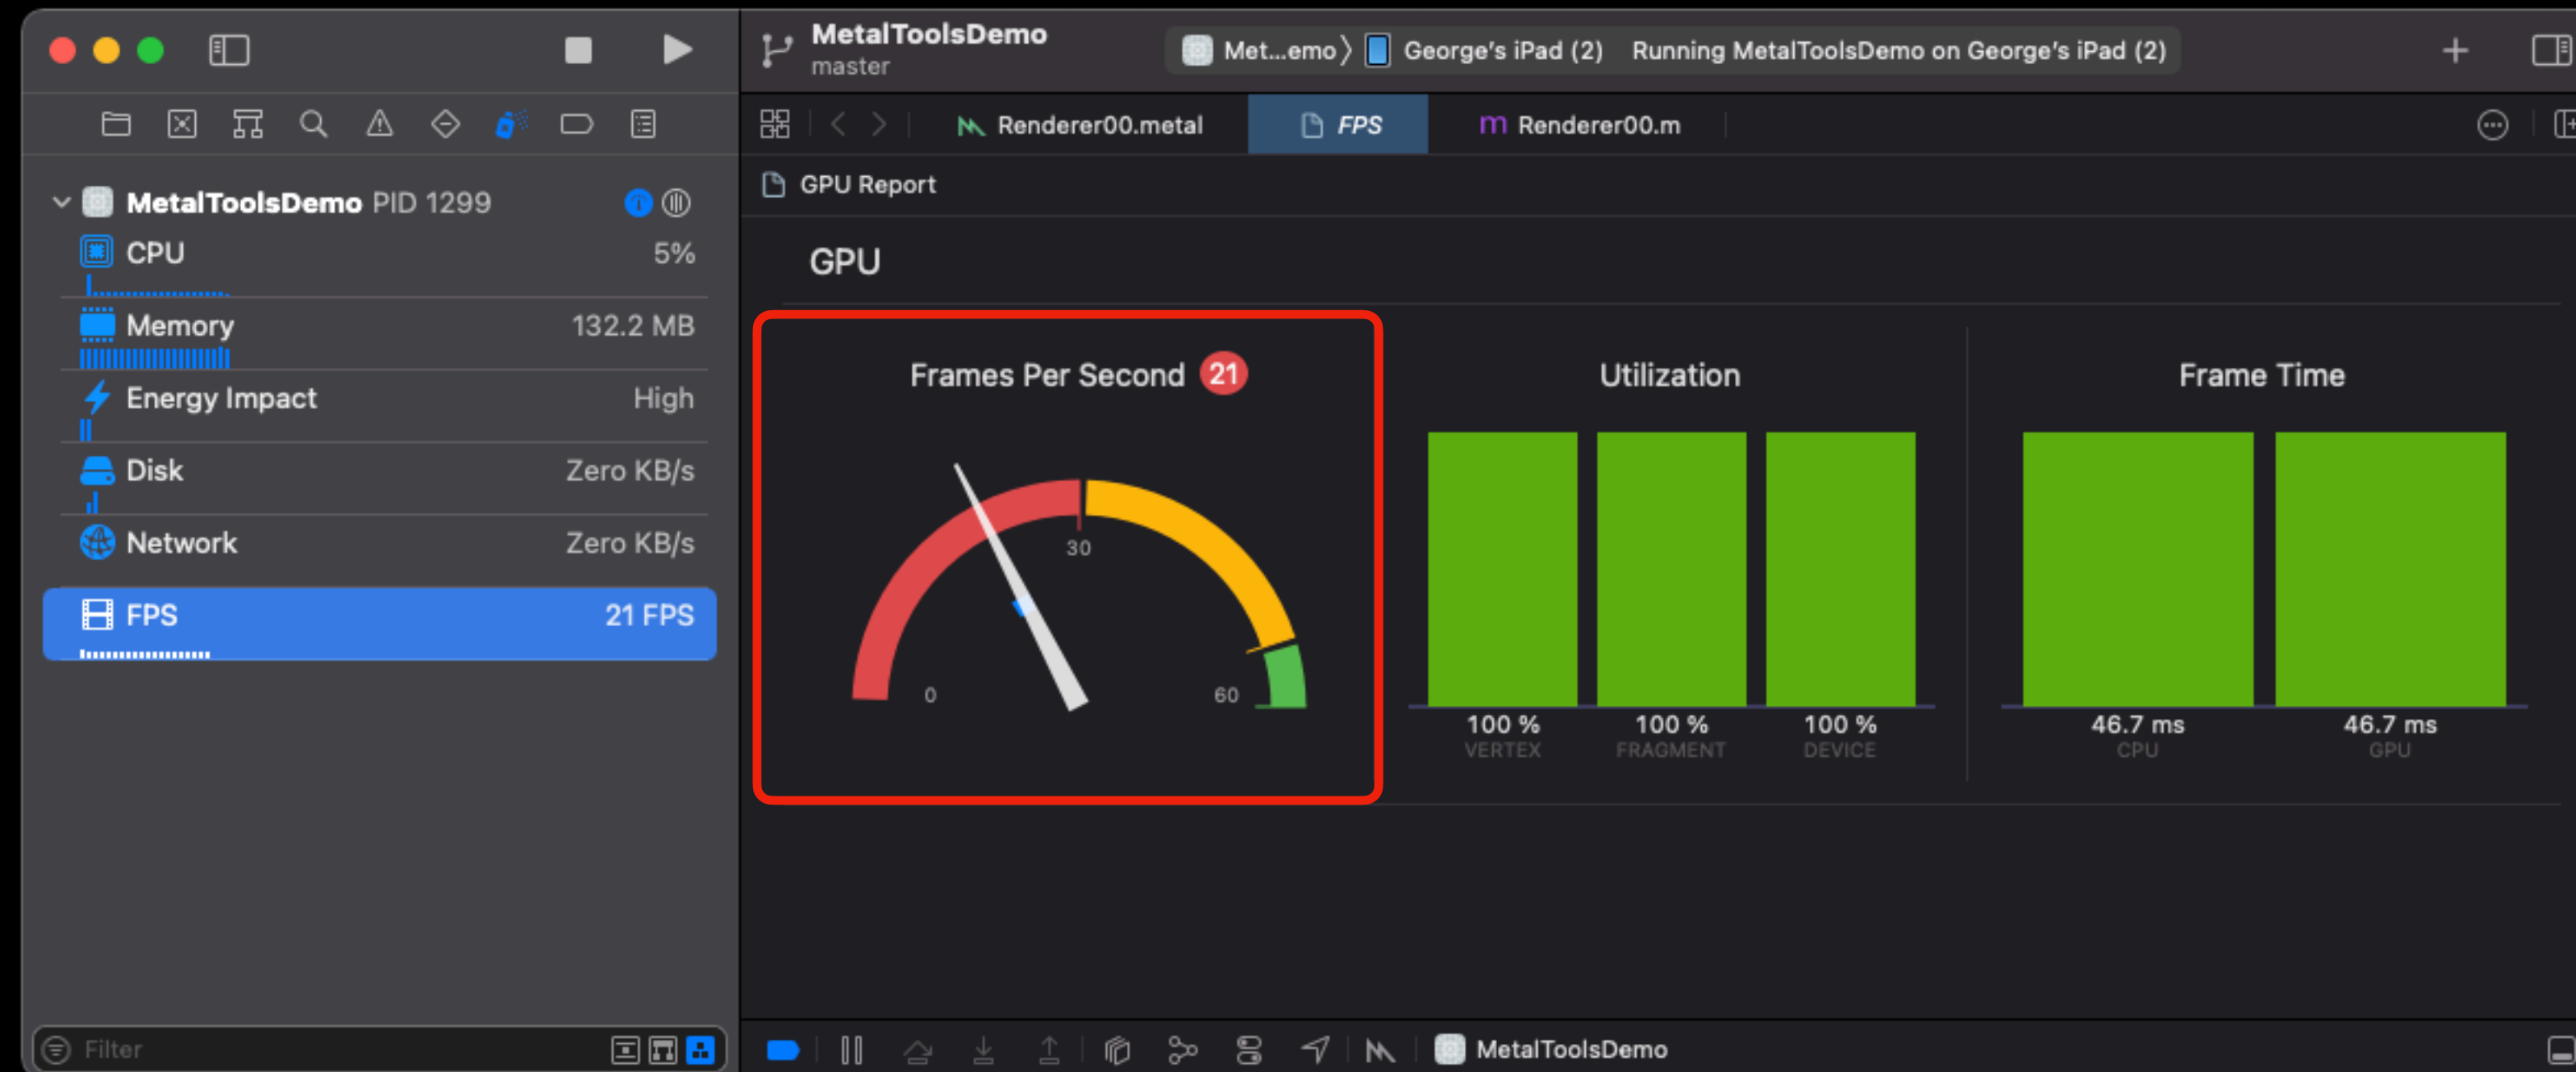 MetalToolsDemo
master
Met...emo
George's iPad (2)
Running MetalToolsDemo on George's iPad (2)
Renderer00.metal
FPS
m Renderer00.m
MetalToolsDemo PID 1299
CPU 5%
Memory 132.2 MB
Energy Impact High
Disk Zero KB/s
Network Zero KB/s
FPS 21 FPS
Filter
GPU Report
GPU
Frames Per Second 21
0
30
60
Utilization
100 % 100 % 100 %
VERTEX FRAGMENT DEVICE
Frame Time
46.7 ms 46.7 ms
CPU GPU
MetalToolsDemo